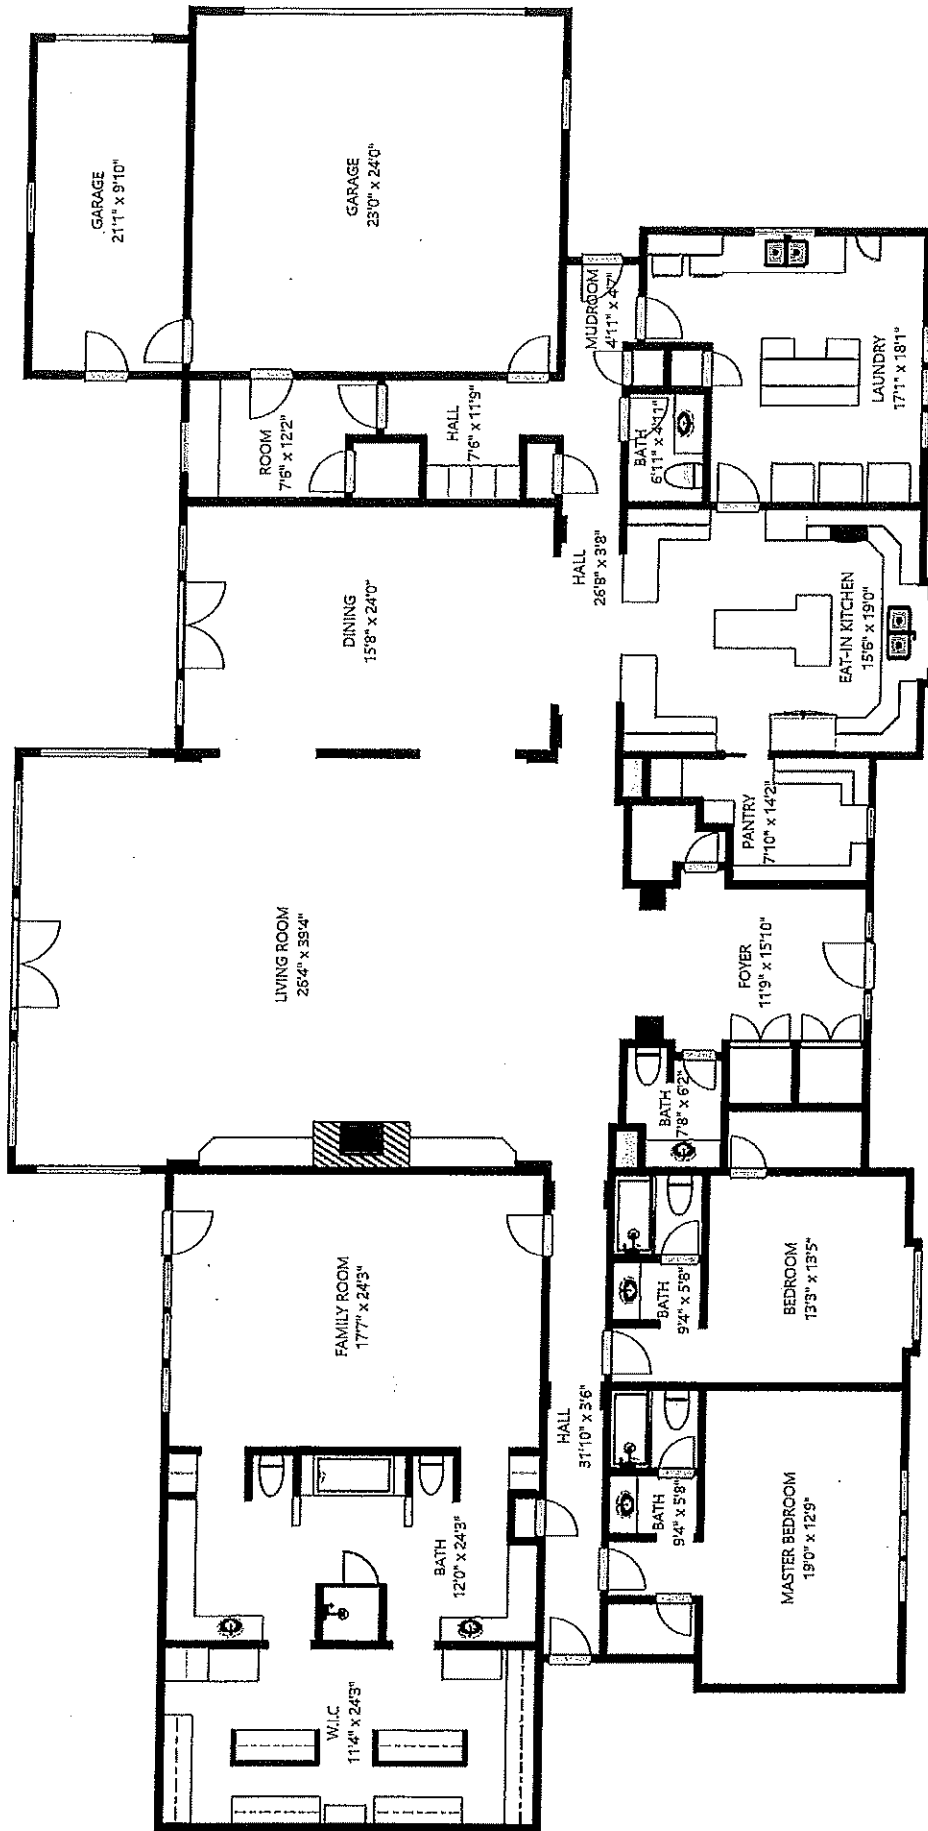 GARAGE
21'1" x 9'10"
GARAGE
23'0" x 24'0"
MUDROOM
4'11" x 4'7"
LAUNDRY
17'1" x 18'1"
ROOM
7'6" x 12'2"
HALL
7'6" x 11'9"
BATH
6'11" x 4'11"
DINING
15'8" x 24'0"
HALL
26'8" x 3'8"
EAT-IN KITCHEN
15'6" x 19'0"
PANTRY
7'10" x 14'2"
LIVING ROOM
26'4" x 39'4"
FOYER
11'9" x 15'10"
BATH
7'8" x 6'2"
FAMILY ROOM
17'7" x 24'3"
BATH
9'4" x 5'8"
BEDROOM
13'3" x 13'5"
HALL
31'10" x 3'6"
BATH
12'0" x 24'3"
BATH
9'4" x 5'8"
MASTER BEDROOM
19'0" x 12'9"
W.I.C
11'4" x 24'3"